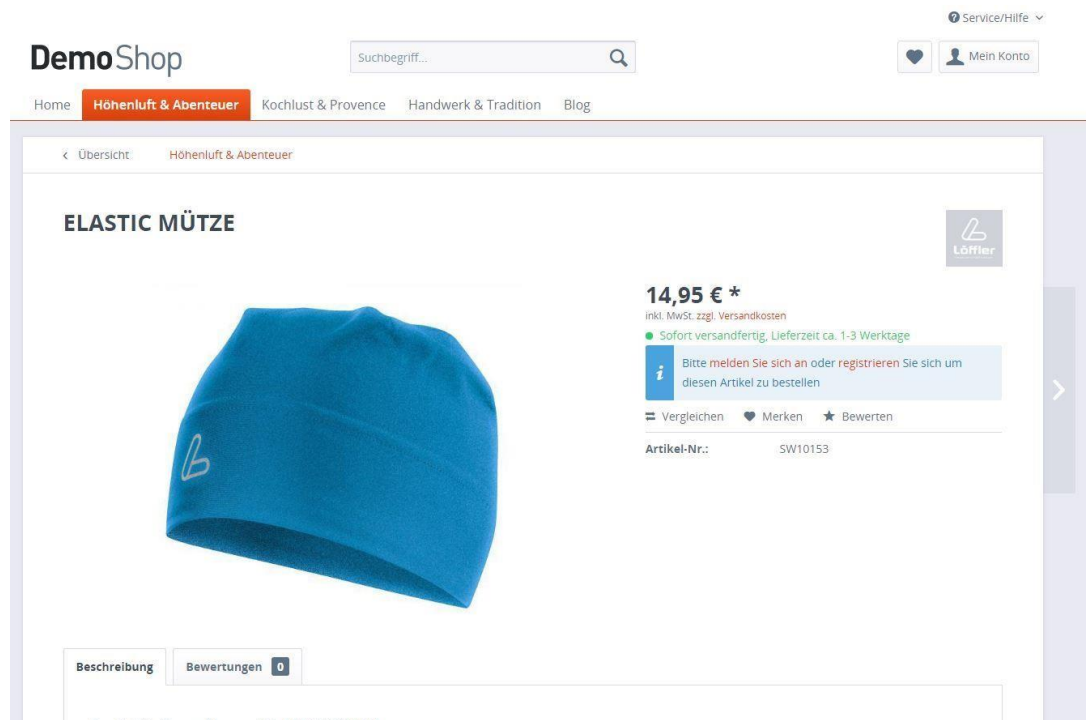 Service/Hilfe
DemoShop
Suchbegriff...
Mein Konto
Home
Höhenluft & Abenteuer
Kochlust & Provence
Handwerk & Tradition
Blog
Übersicht
Höhenluft & Abenteuer
ELASTIC MÜTZE
Löffler
14,95 € *
inkl. MwSt. zzgl. Versandkosten
Sofort versandfertig, Lieferzeit ca. 1-3 Werktage
Bitte melden Sie sich an oder registrieren Sie sich um
diesen Artikel zu bestellen
Vergleichen
Merken
Bewerten
Artikel-Nr.: SW10153
Beschreibung
Bewertungen 0